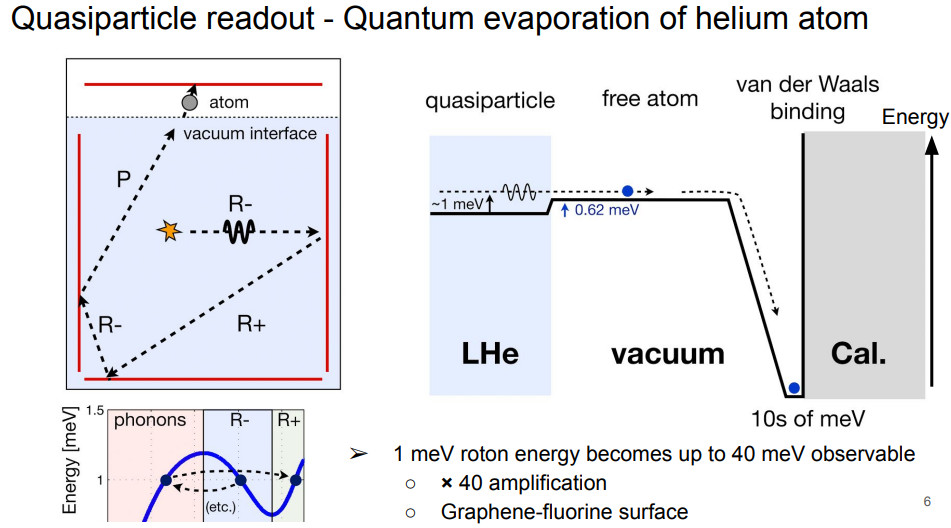 Quasiparticle readout - Quantum evaporation of helium atom
atom
vacuum interface
P
R-
R-
R+
quasiparticle
free atom
van der Waals
binding
Energy
~1 meV
0.62 meV
LHe
vacuum
Cal.
10s of meV
Energy [meV]
1.5
1
phonons
R-
R+
(etc.)
➢ 1 meV roton energy becomes up to 40 meV observable
○ × 40 amplification
○ Graphene-fluorine surface
6